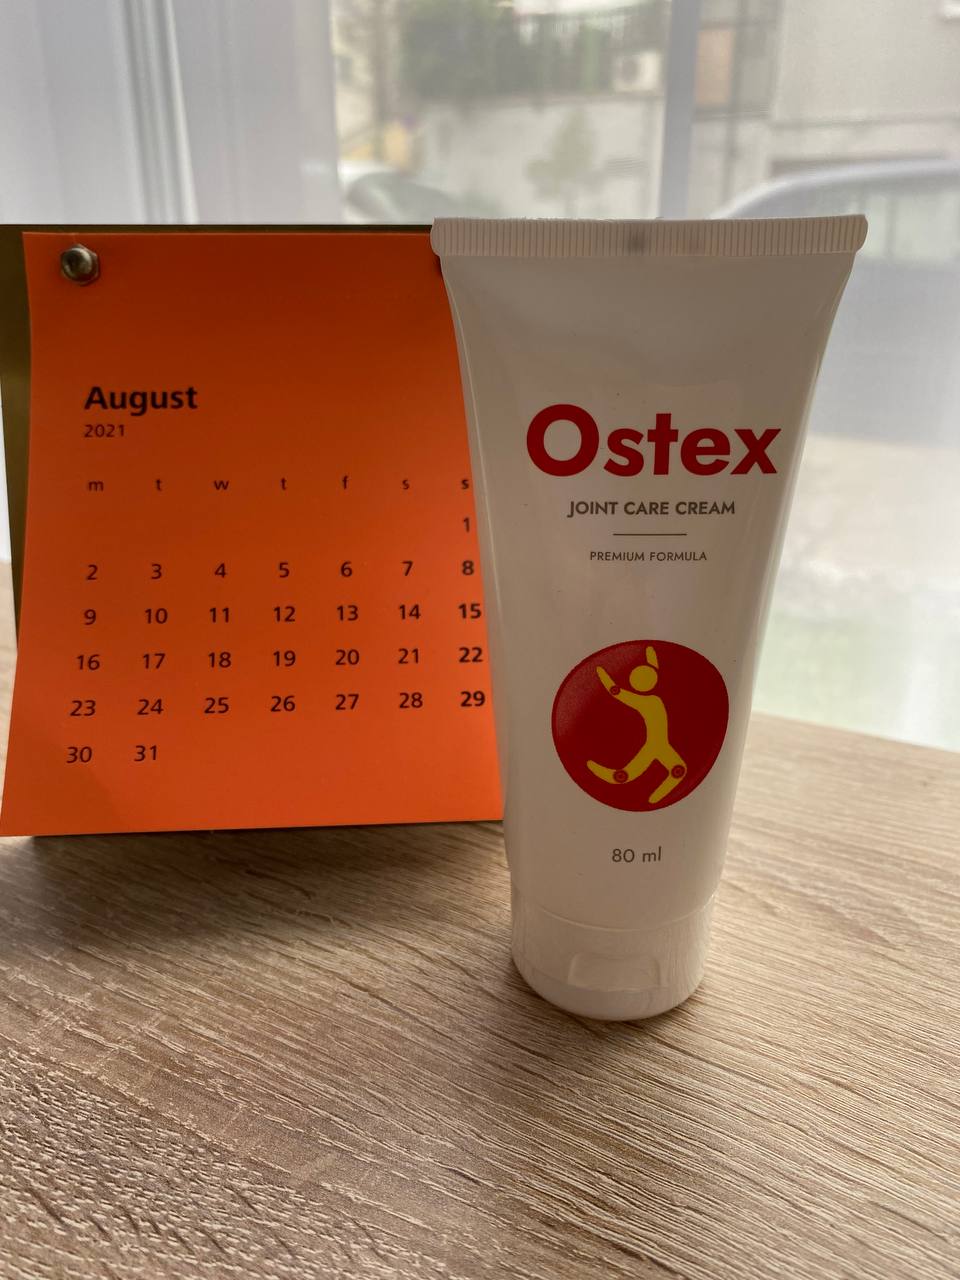 August
2021
m t w t f s s
1
2 3 4 5 6 7 8
9 10 11 12 13 14 15
16 17 18 19 20 21 22
23 24 25 26 27 28 29
30 31
Ostex
JOINT CARE CREAM
PREMIUM FORMULA
80 ml